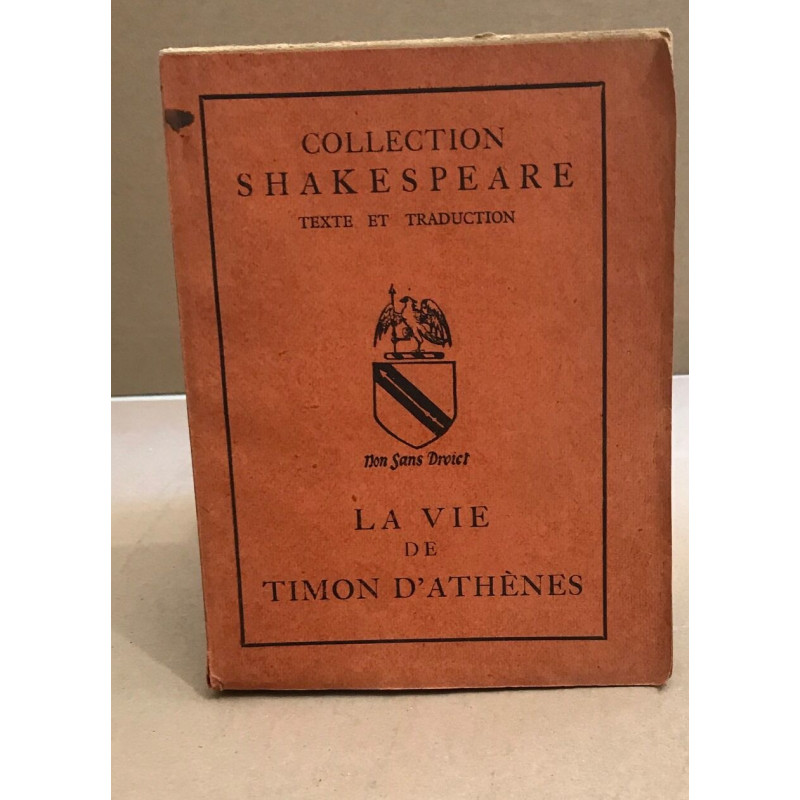 COLLECTION
SHAKESPEARE
TEXTE ET TRADUCTION
Non Sans Droict
LA VIE
DE
TIMON D'ATHÈNES